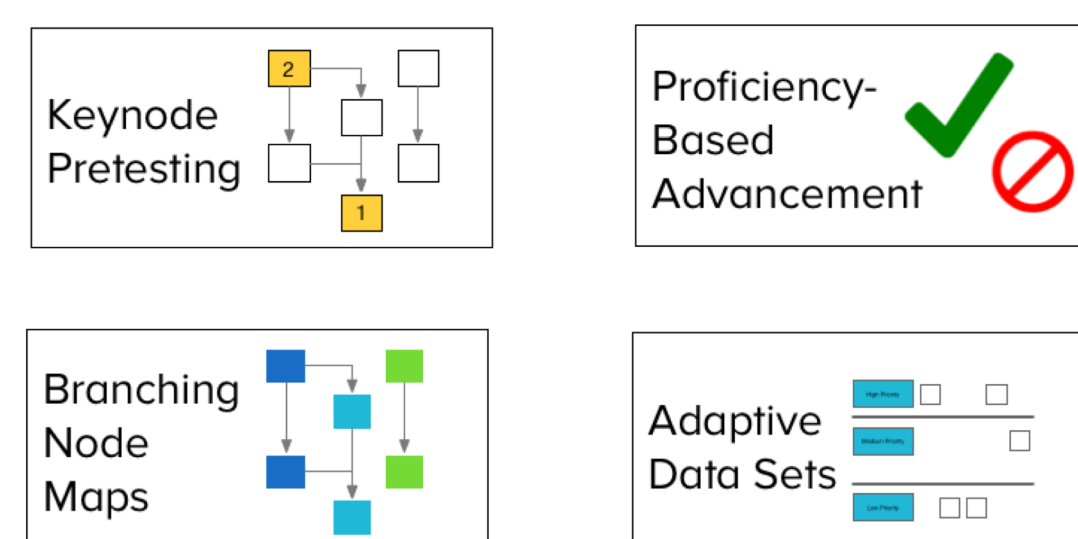 Keynode
Pretesting
2
1
Proficiency-
Based
Advancement
Branching
Node
Maps
Adaptive
Data Sets
High Priority
Medium Priority
Low Priority